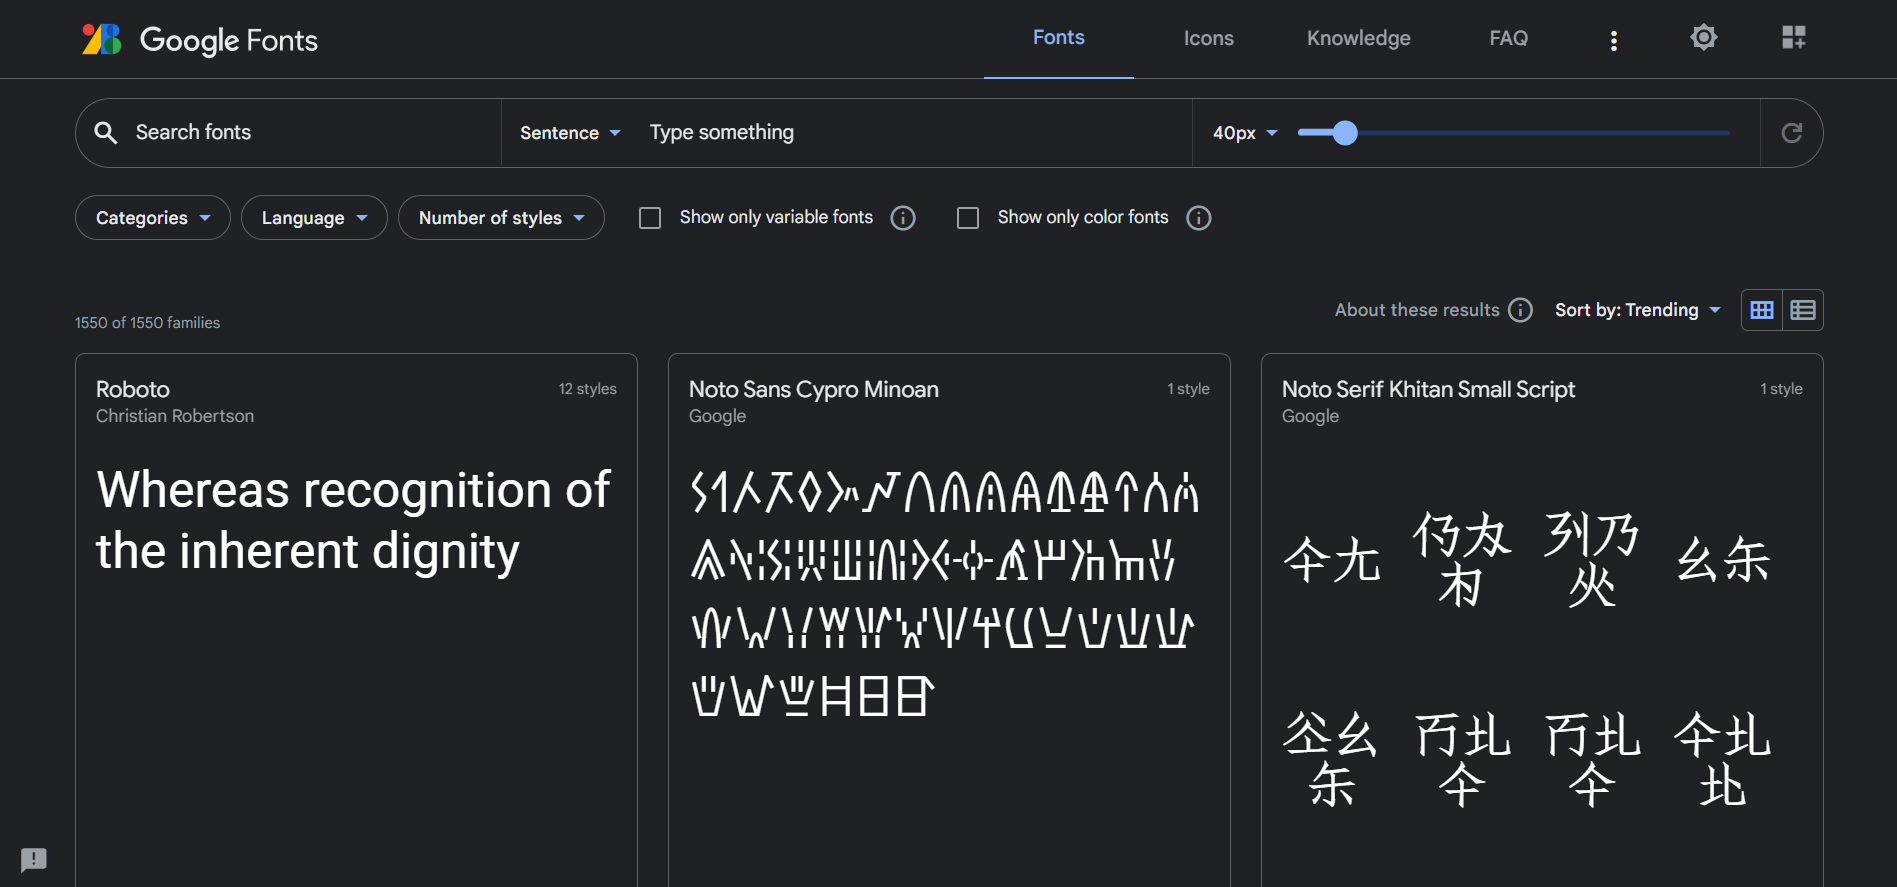 Google Fonts
Fonts
Icons
Knowledge
FAQ
Search fonts
Sentence
Type something
40px
Categories
Language
Number of styles
Show only variable fonts
Show only color fonts
1550 of 1550 families
About these results
Sort by: Trending
Roboto
12 styles
Christian Robertson
Whereas recognition of
the inherent dignity
Noto Sans Cypro Minoan
1 style
Google
Noto Serif Khitan Small Script
1 style
Google